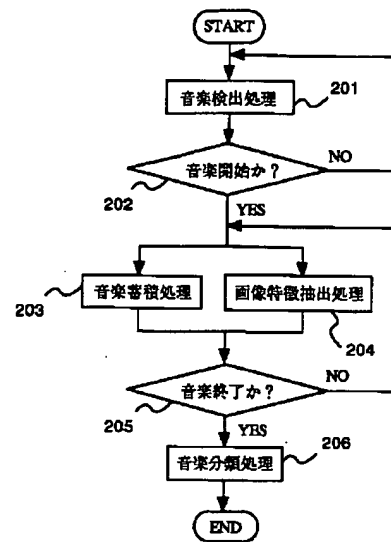 START
音楽検出処理
201
音楽開始か？
NO
202
YES
音楽蓄積処理
画像特徴抽出処理
203
204
音楽終了か？
NO
205
YES
206
音楽分類処理
END